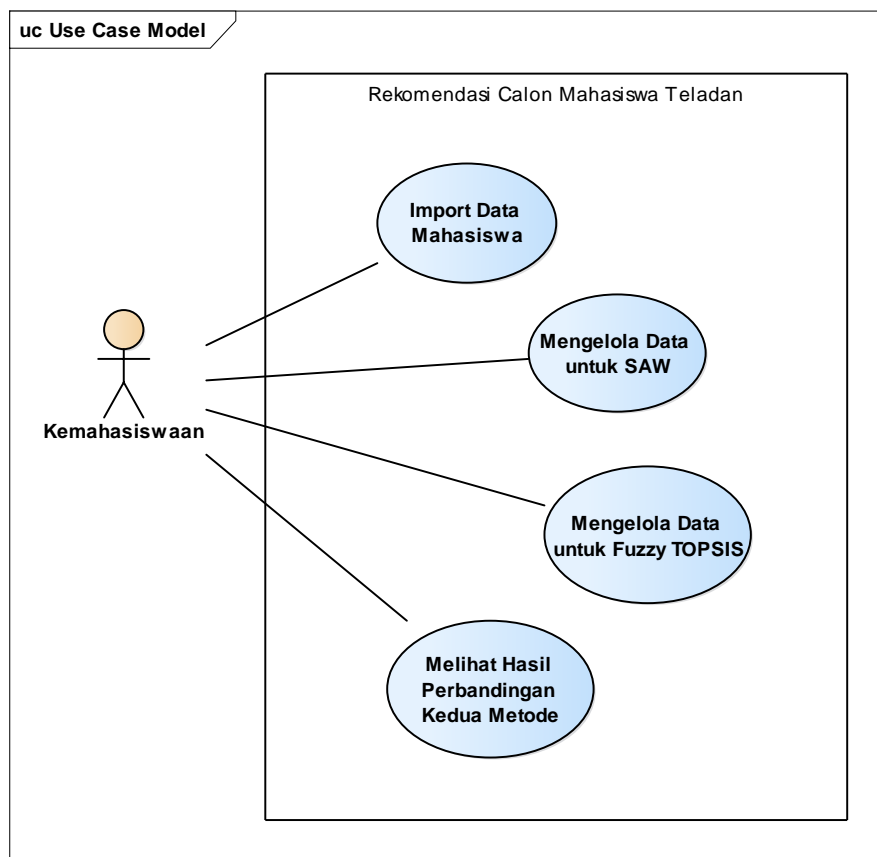 uc Use Case Model
Rekomendasi Calon Mahasiswa Teladan
Import Data
Mahasiswa
Mengelola Data
untuk SAW
Kemahasiswaan
Mengelola Data
untuk Fuzzy TOPSIS
Melihat Hasil
Perbandingan
Kedua Metode